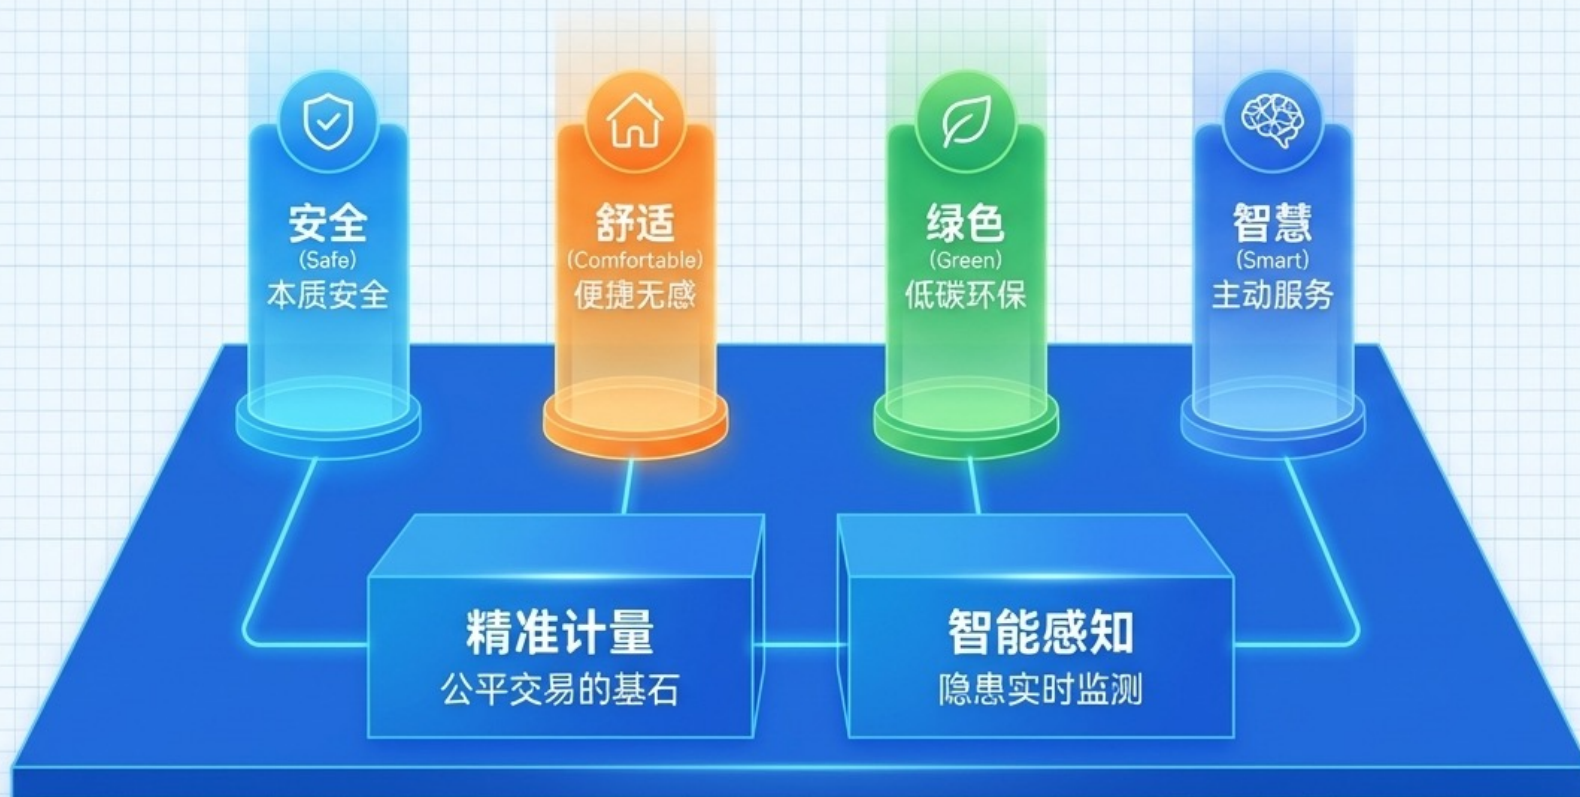 安全
(Safe)
本质安全
舒适
(Comfortable)
便捷无感
绿色
(Green)
低碳环保
智慧
(Smart)
主动服务
精准计量
公平交易的基石
智能感知
隐患实时监测